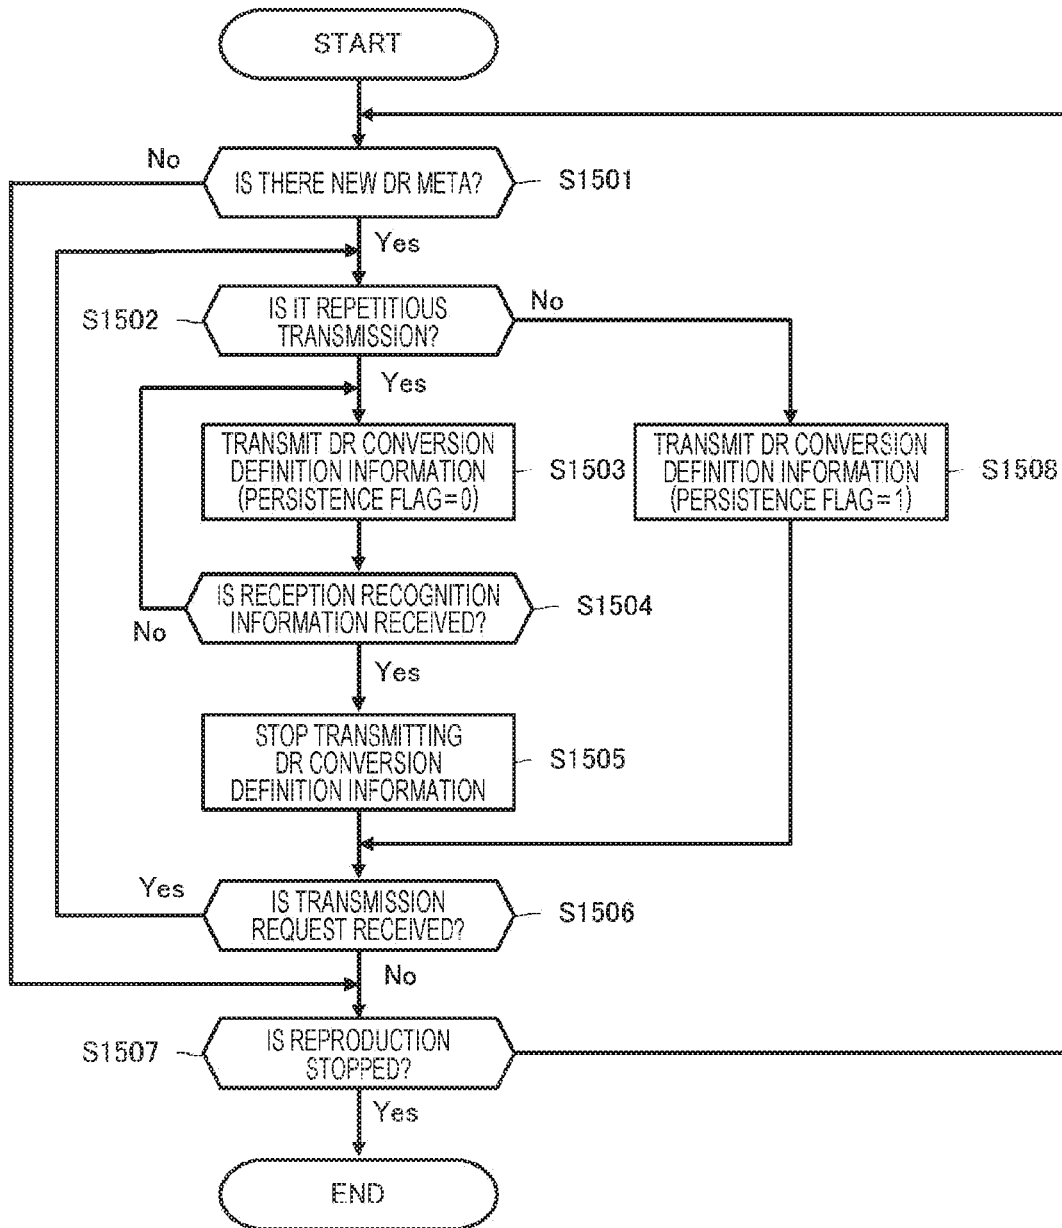 START
No
IS THERE NEW DR META?
S1501
Yes
IS IT REPETITIOUS
TRANSMISSION?
S1502
No
Yes
TRANSMIT DR CONVERSION
DEFINITION INFORMATION
(PERSISTENCE FLAG=0)
S1503
TRANSMIT DR CONVERSION
DEFINITION INFORMATION
(PERSISTENCE FLAG=1)
S1508
IS RECEPTION RECOGNITION
INFORMATION RECEIVED?
S1504
No
Yes
STOP TRANSMITTING
DR CONVERSION
DEFINITION INFORMATION
S1505
Yes
IS TRANSMISSION
REQUEST RECEIVED?
S1506
No
S1507
IS REPRODUCTION
STOPPED?
Yes
END